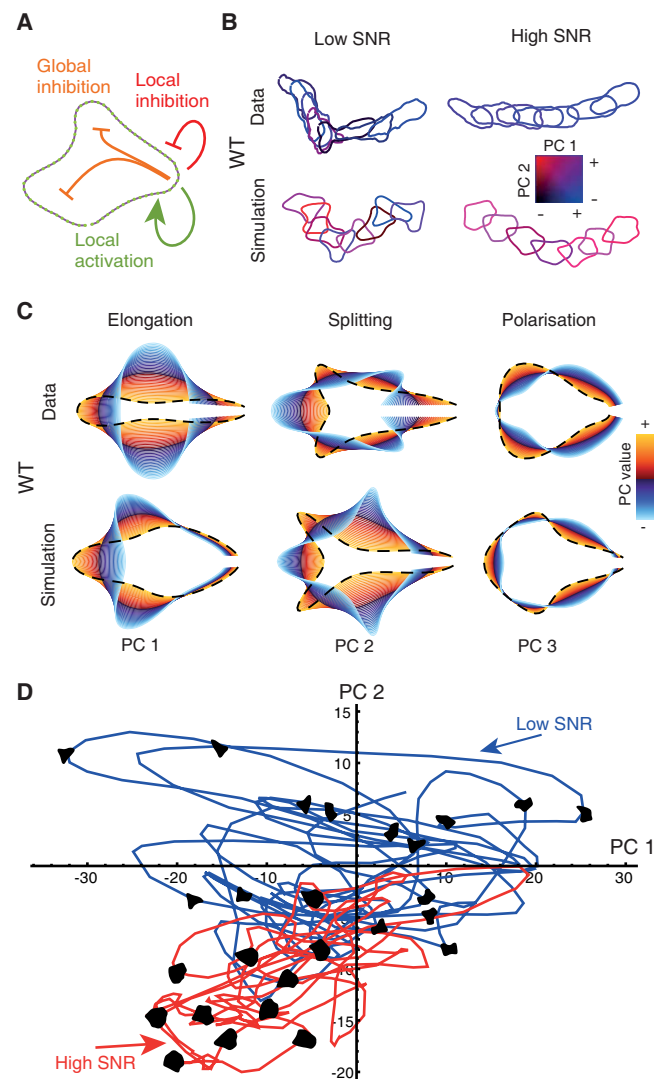 A
Global
inhibition
Local
inhibition
Local
activation
B
Low SNR
High SNR
WT
Data
Simulation
PC 1
PC 2
+
-
-
+
C
Elongation
Splitting
Polarisation
WT
Data
Simulation
+
PC value
-
PC 1
PC 2
PC 3
D
PC 2
15
Low SNR
10
5
PC 1
-30
-20
-10
10
20
30
-5
-10
-15
High SNR
-20